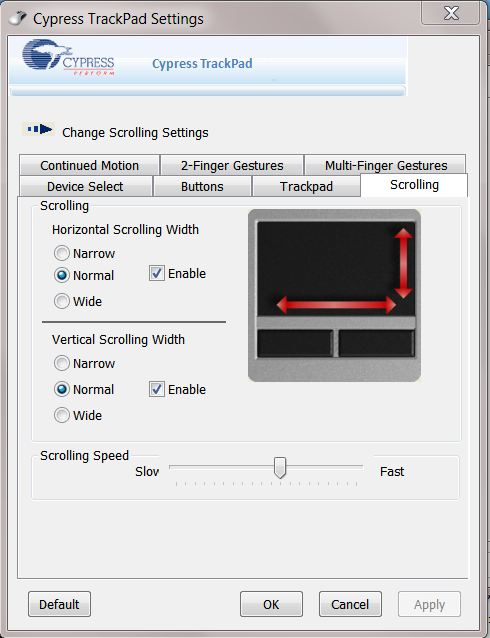 Cypress TrackPad Settings
CYPRESS
PERFORM
Cypress TrackPad
Change Scrolling Settings
Continued Motion 2-Finger Gestures Multi-Finger Gestures
Device Select Buttons Trackpad Scrolling
Scrolling
Horizontal Scrolling Width
Narrow
Normal Enable
Wide
Vertical Scrolling Width
Narrow
Normal Enable
Wide
Scrolling Speed
Slow Fast
Default OK Cancel Apply